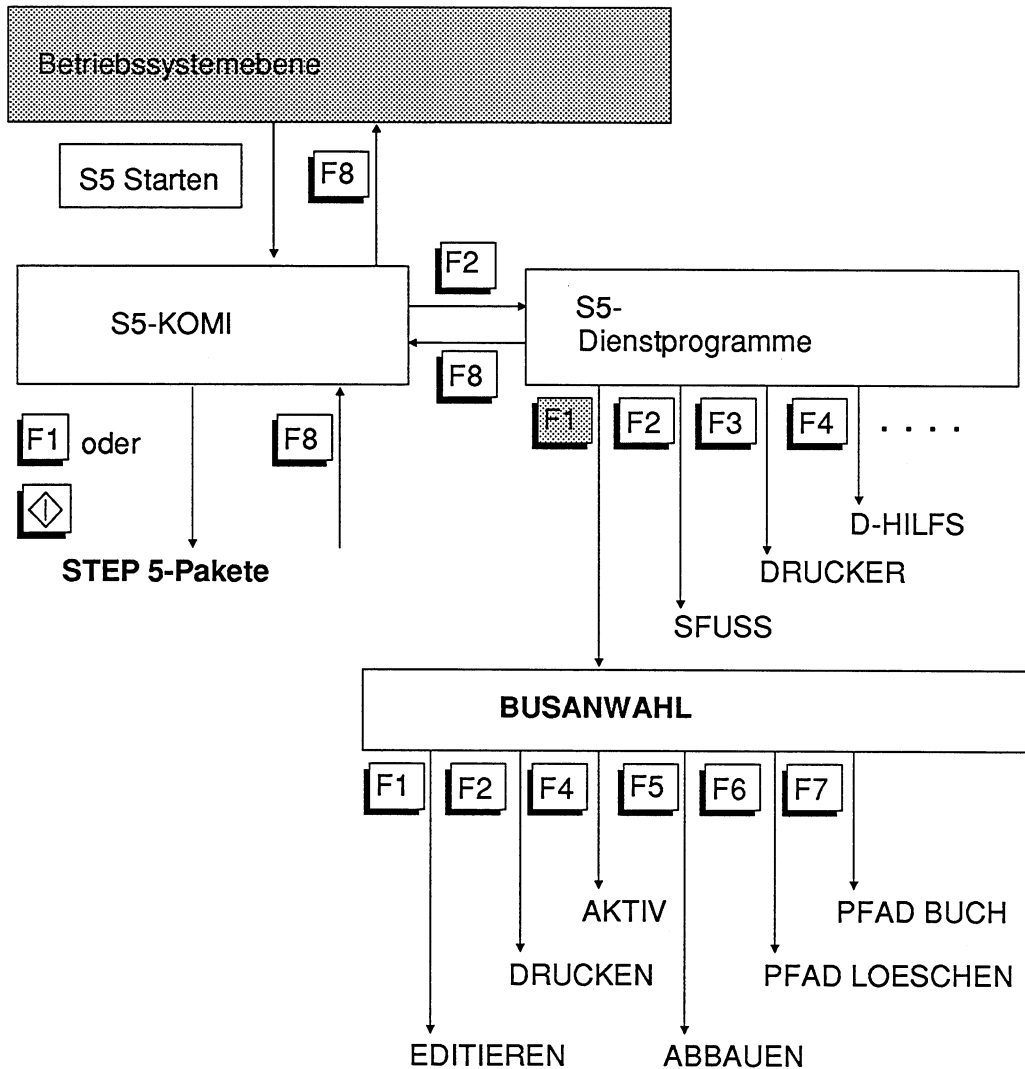 Betriebssystemebene
S5 Starten
F8
F2
S5-KOMI
S5-
Dienstprogramme
F8
F1 oder
F8
F1
F2
F3
F4
. . . .
D-HILFS
STEP 5-Pakete
DRUCKER
SFUSS
BUSANWAHL
F1
F2
F4
F5
F6
F7
AKTIV
PFAD BUCH
DRUCKEN
PFAD LOESCHEN
EDITIEREN
ABBAUEN